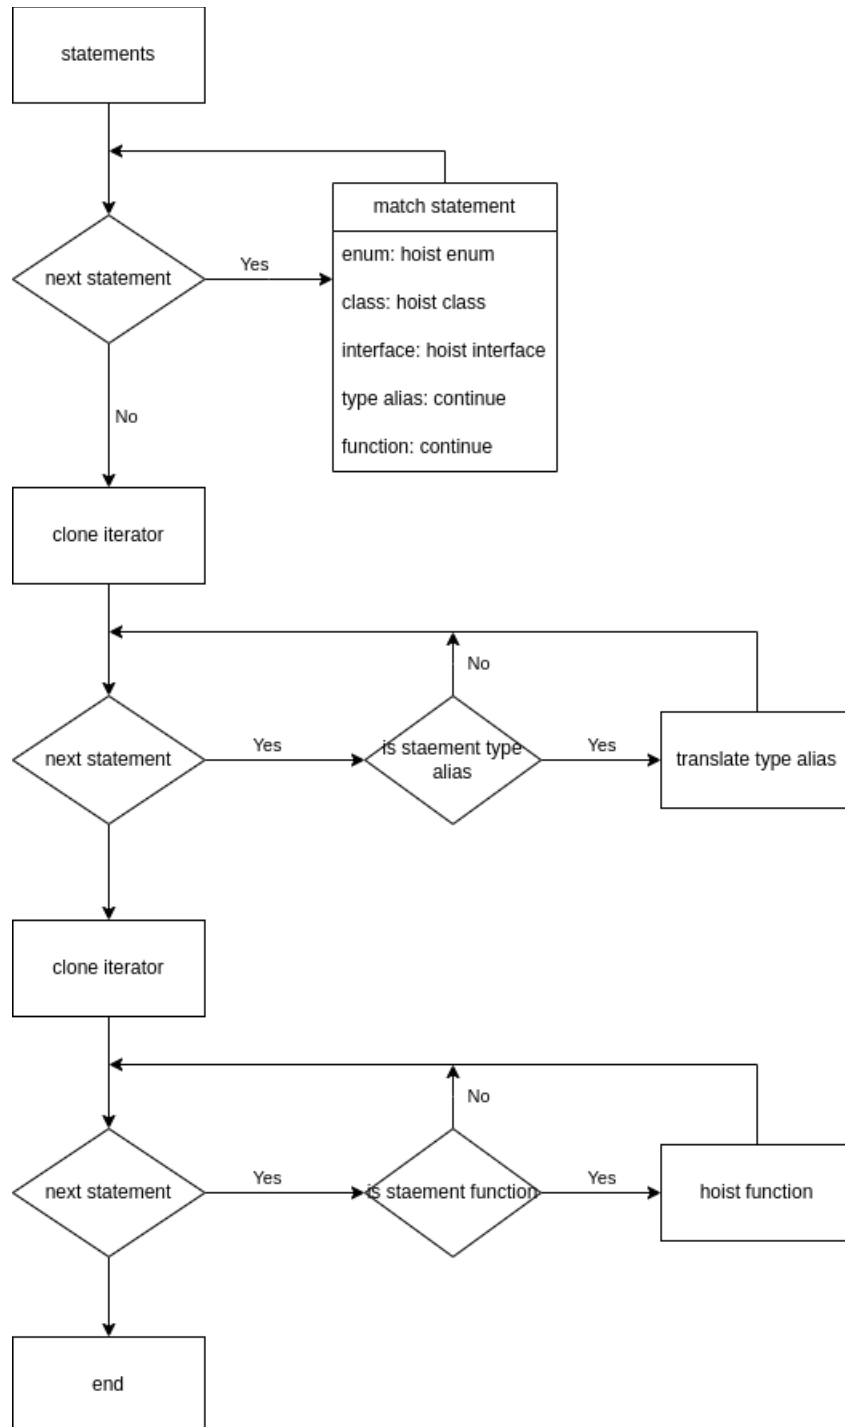 statements
next statement
Yes
match statement
enum: hoist enum
class: hoist class
interface: hoist interface
type alias: continue
function: continue
No
clone iterator
No
next statement
Yes
is staement type
alias
Yes
translate type alias
clone iterator
No
next statement
Yes
is staement function
Yes
hoist function
end